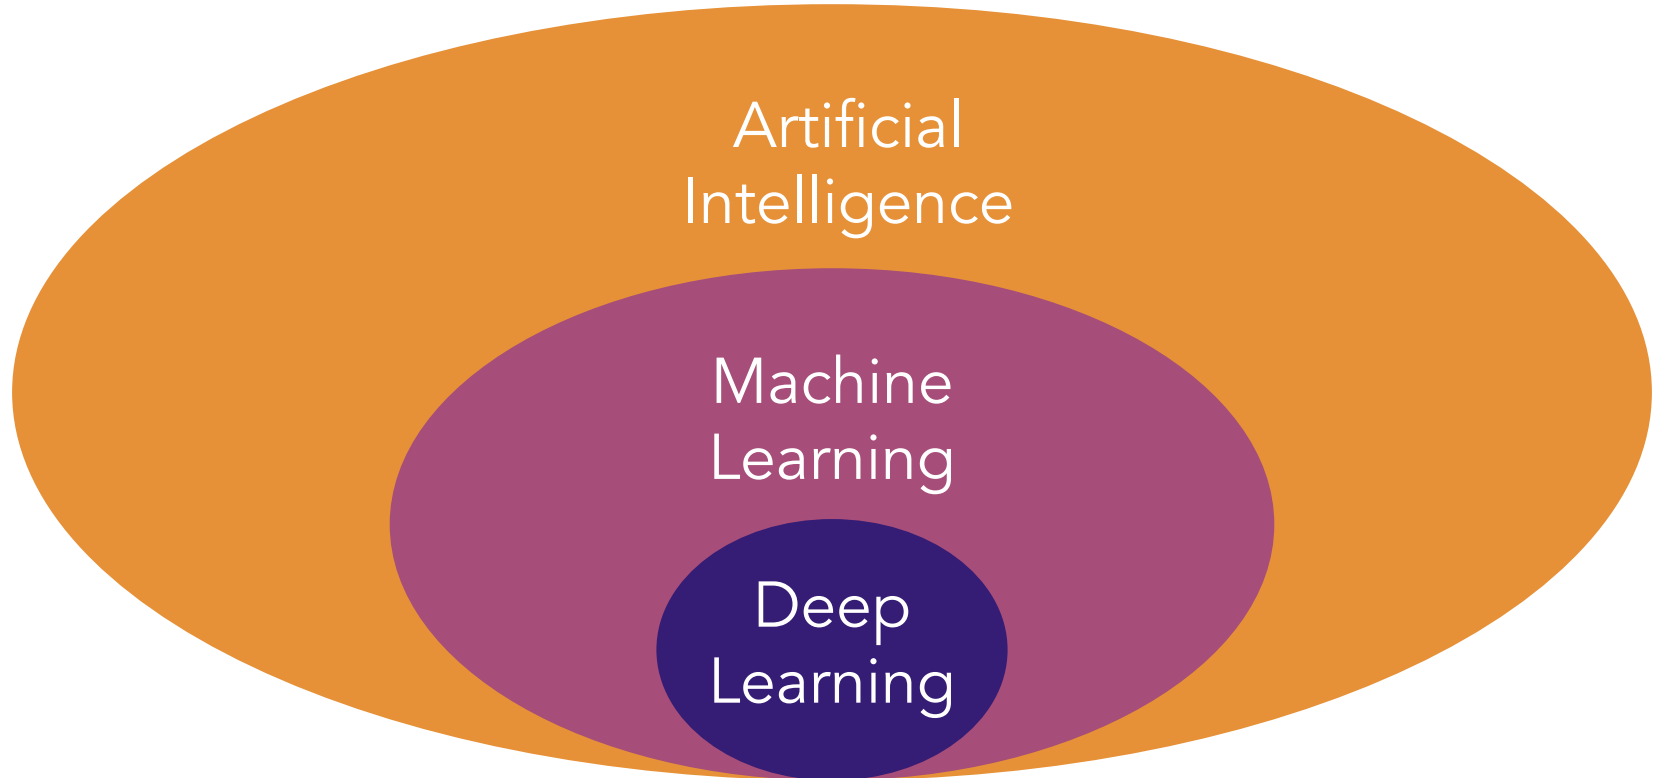 Artificial
Intelligence
Machine
Learning
Deep
Learning